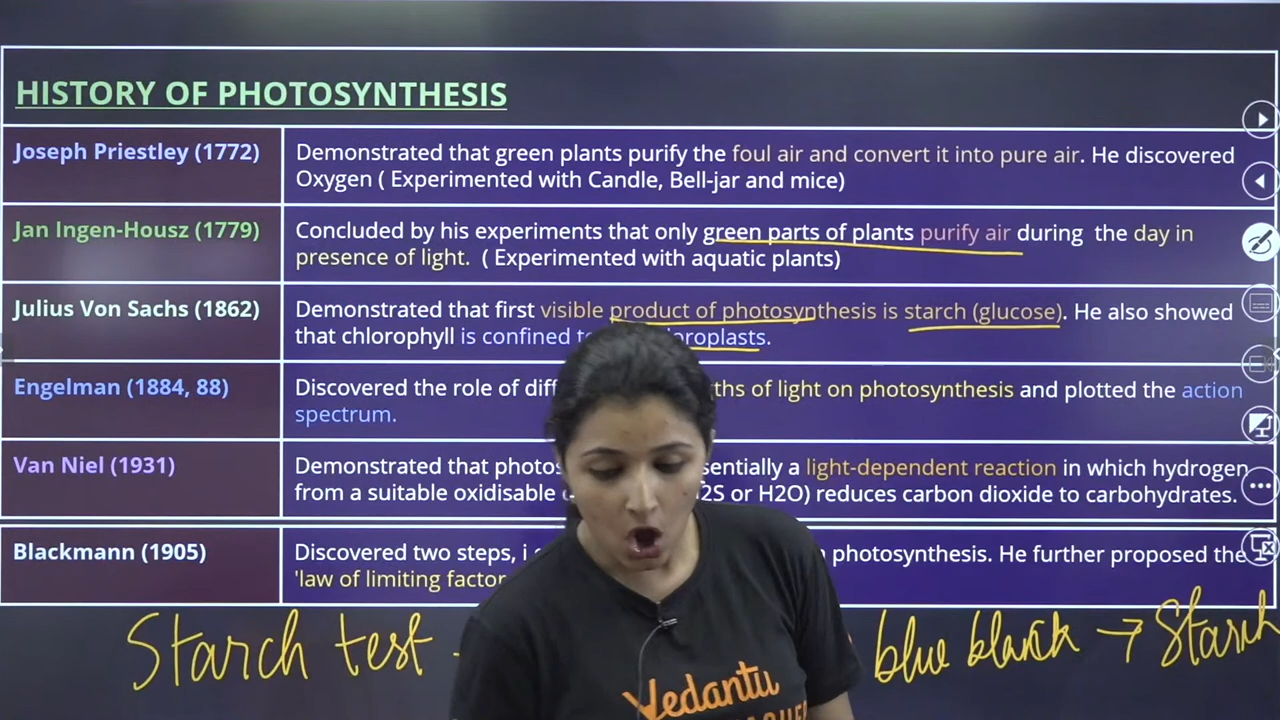 HISTORY OF PHOTOSYNTHESIS
Joseph Priestley (1772)
Demonstrated that green plants purify the foul air and convert it into pure air. He discovered
Oxygen ( Experimented with Candle, Bell-jar and mice)
Jan Ingen-Housz (1779)
Concluded by his experiments that only green parts of plants purify air during the day in
presence of light. ( Experimented with aquatic plants)
Julius Von Sachs (1862)
Demonstrated that first visible product of photosynthesis is starch (glucose). He also showed
that chlorophyll is confined
Engelman (1884, 88)
Discovered the role of of light on photosynthesis and plotted the action
spectrum.
Van Niel (1931)
Demonstrated that a light-dependent reaction in which hydrogen
from a suitable oxidisable or H2O) reduces carbon dioxide to carbohydrates.
Blackmann (1905)
Discovered two steps, photosynthesis. He further proposed the
'law of limiting factor
Starch test - blue black → Starch
Vedantu